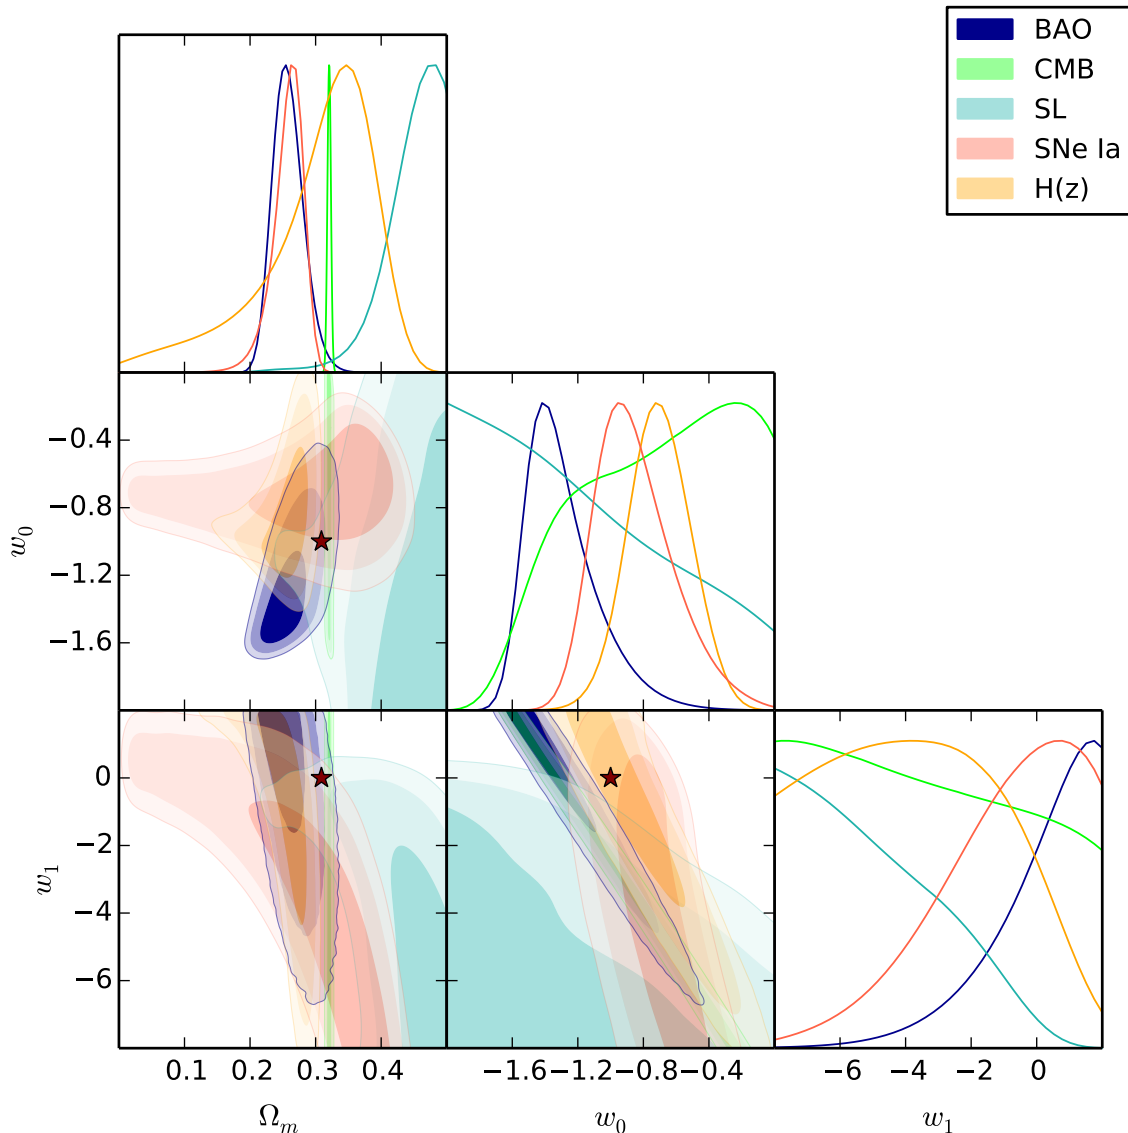 BAO
CMB
SL
SNe Ia
H(z)
−0.4
−0.8
−1.2
−1.6
w₀
0
−2
−4
−6
w₁
0.1 0.2 0.3 0.4
−1.6 −1.2 −0.8 −0.4
−6 −4 −2 0
Ωₘ w₀ w₁